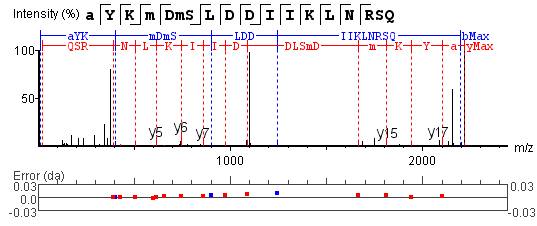 Intensity (%) aYKmDmSLDDIIKLNRSQ
aYK mDmS LDD IIKLNRSQ bMax
QSR N L K I I D DLSmD m K Y a yMax
100
50
y5 y6 y7 y15 y17
1000 2000 m/z
Error (da)
0.03 0.03
0.0 0.0
-0.03 -0.03